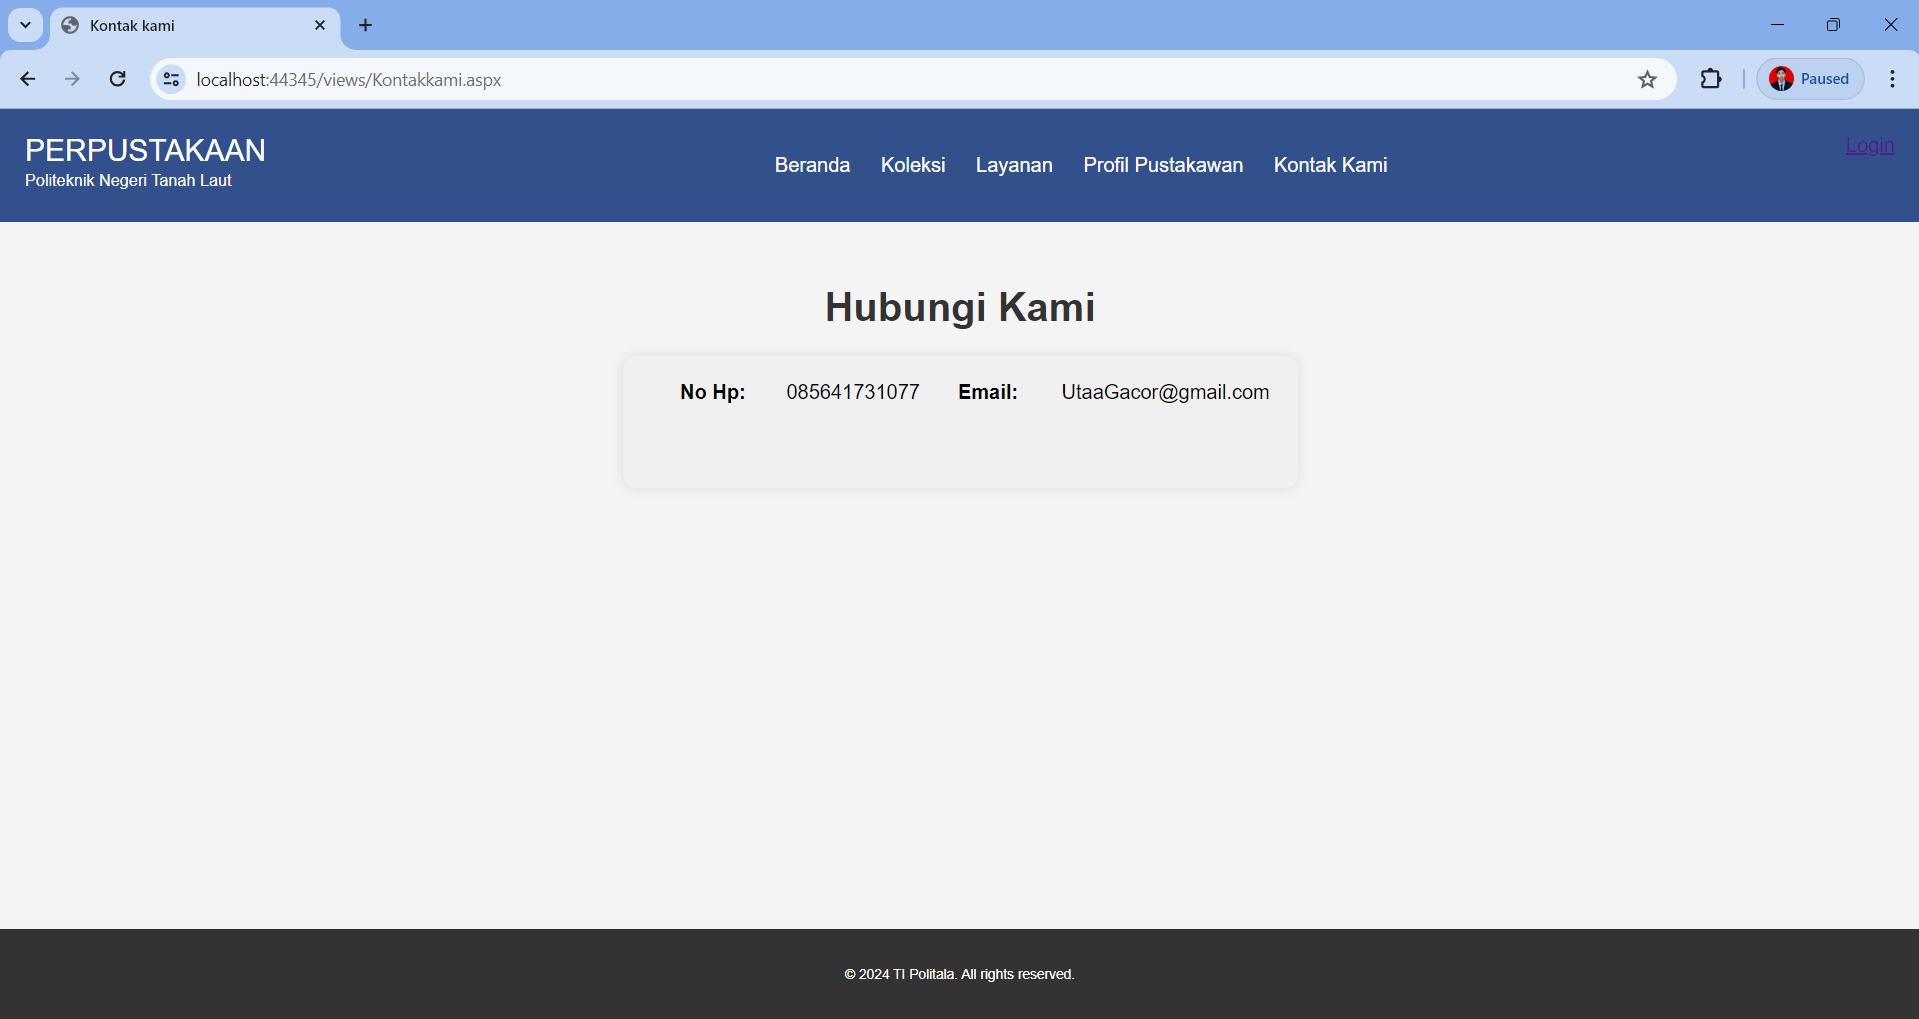 Kontak kami
localhost:44345/views/Kontakkami.aspx
Paused
PERPUSTAKAAN
Politeknik Negeri Tanah Laut
Beranda Koleksi Layanan Profil Pustakawan Kontak Kami
Login
Hubungi Kami
No Hp: 085641731077 Email: UtaaGacor@gmail.com
© 2024 TI Politala. All rights reserved.